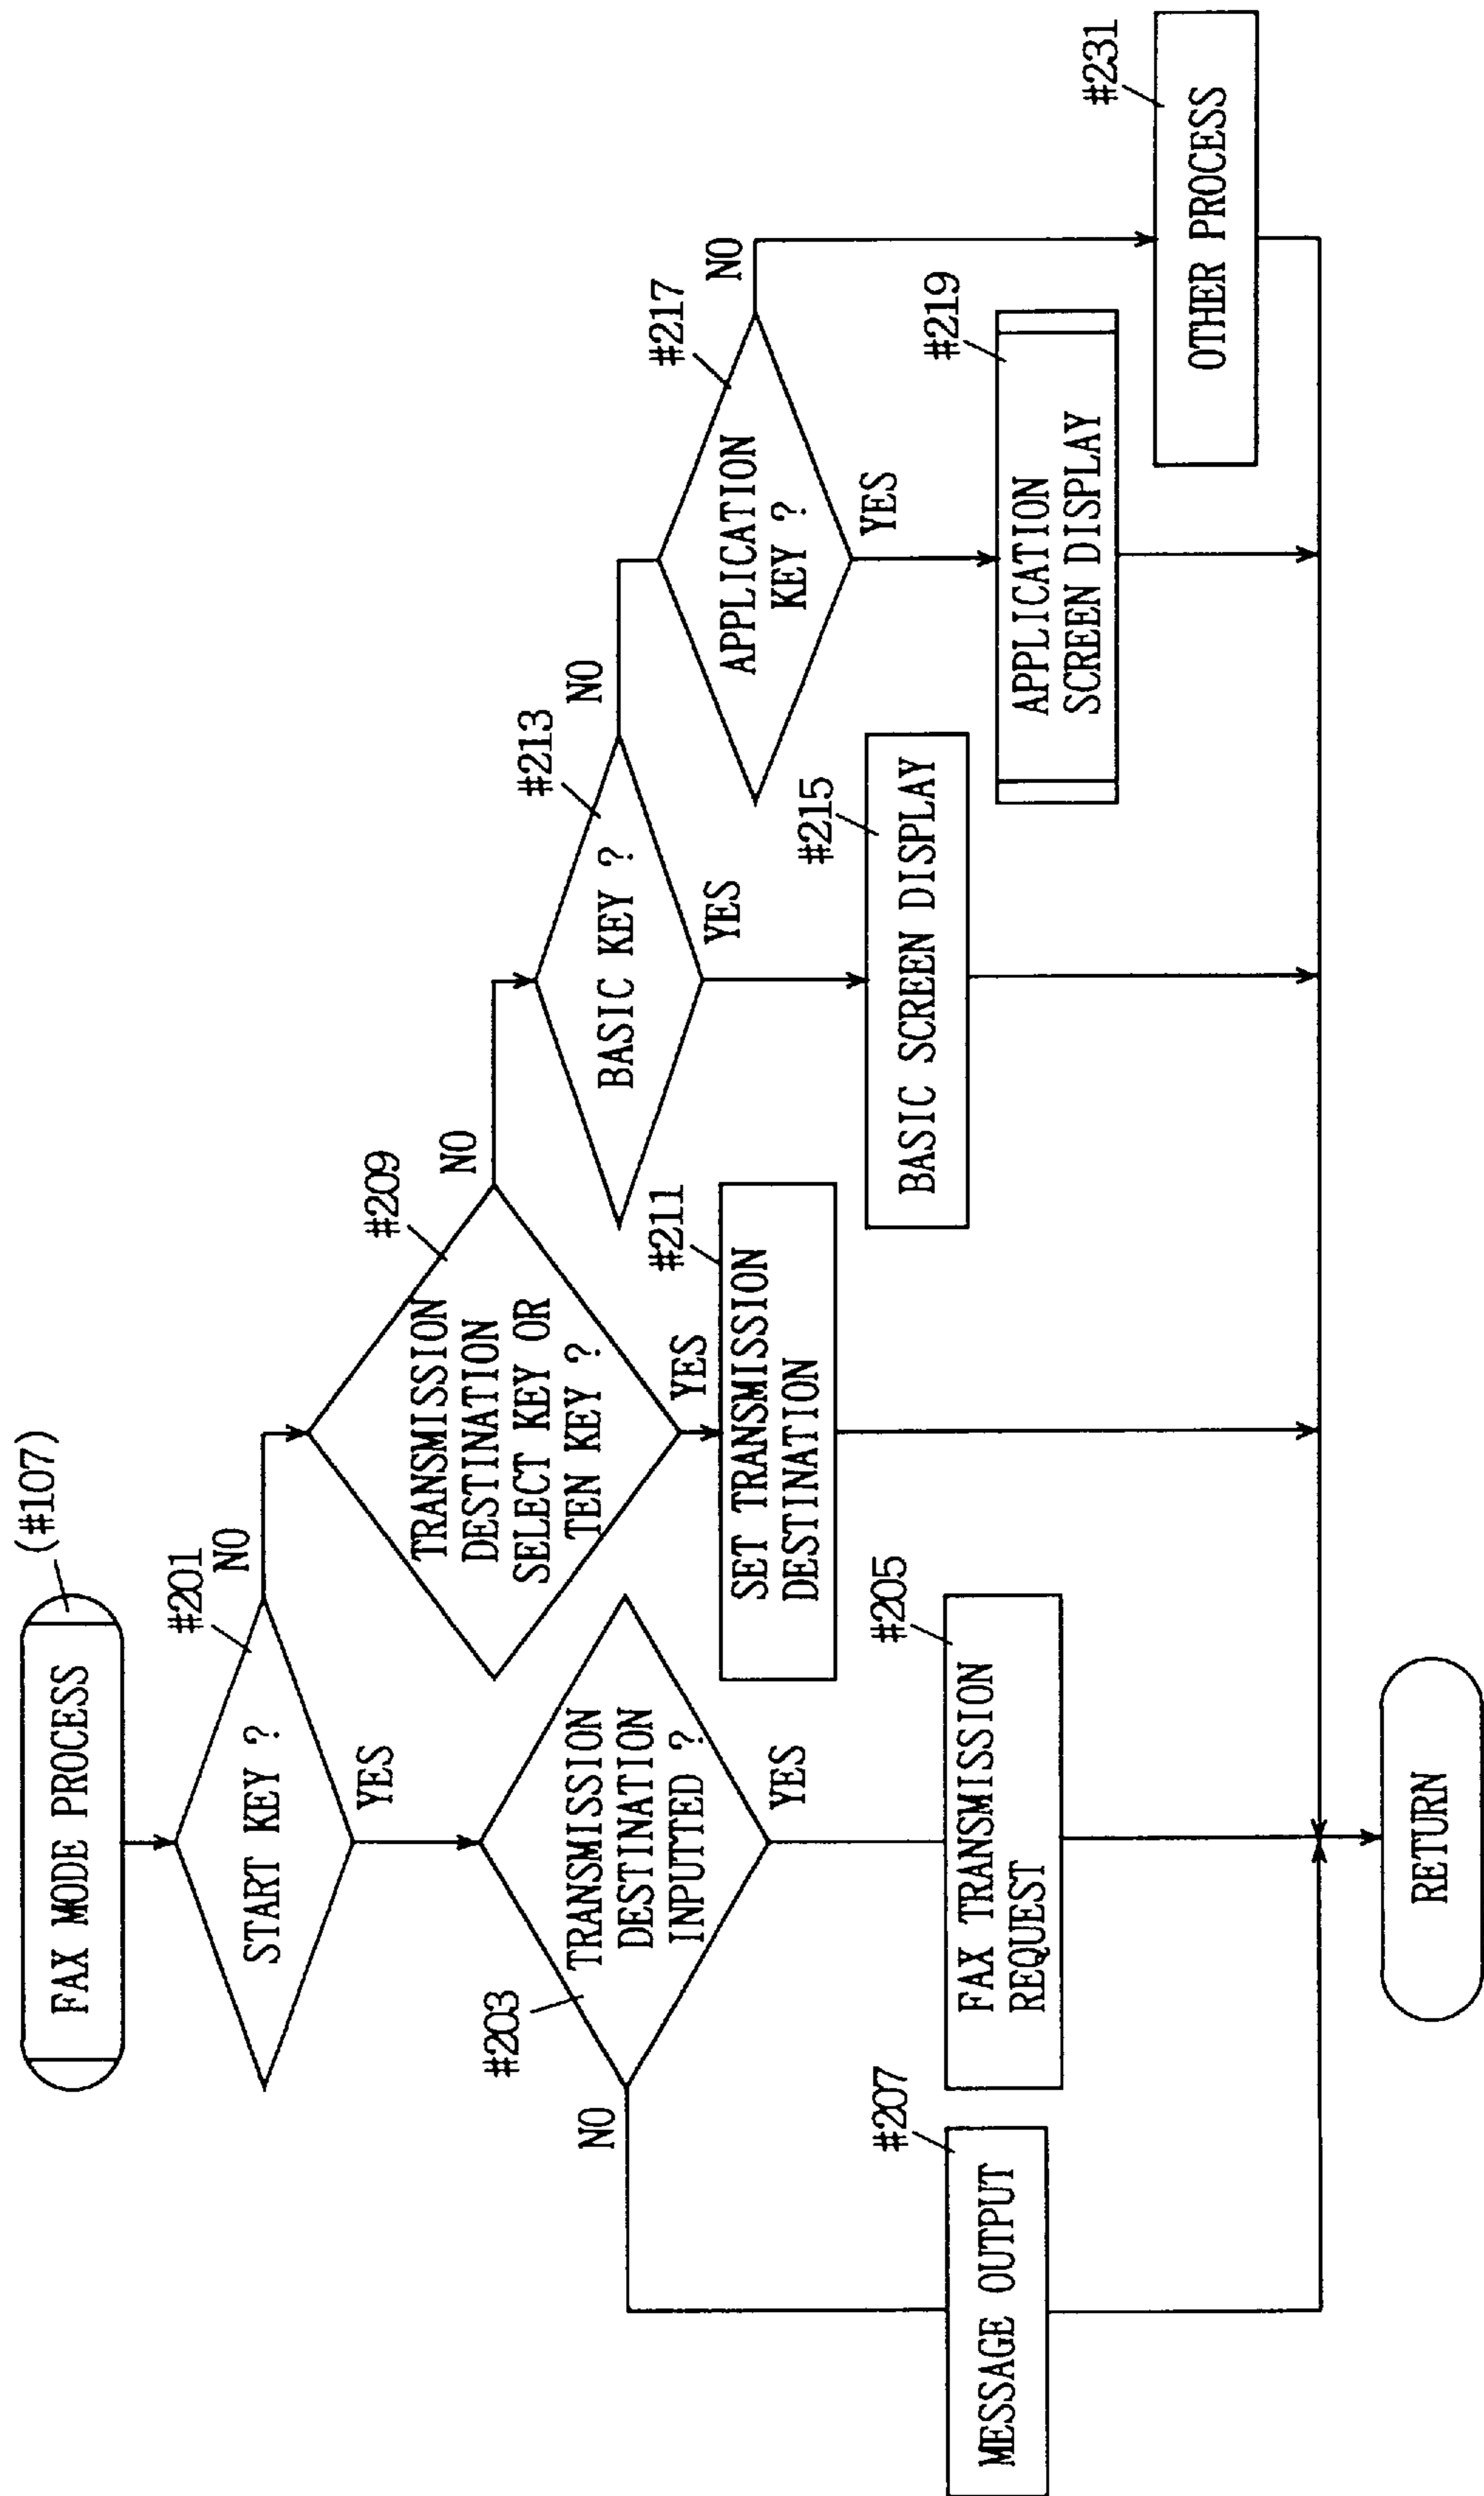 FAX MODE PROCESS
(#107)
#201
START KEY ?
NO
YES
#203
TRANSMISSION
DESTINATION
INPUTED ?
NO
YES
#207
MESSAGE OUTPUT
#205
FAX TRANSMISSION
REQUEST
#209
TRANSMISSION
DESTINATION
SELECT KEY OR
TEN KEY ?
NO
YES
#211
SET TRANSMISSION
DESTINATION
#213
BASIC KEY ?
NO
YES
#215
BASIC SCREEN DISPLAY
#217
APPLICATION
KEY ?
NO
YES
#219
APPLICATION
SCREEN DISPLAY
#231
OTHER PROCESS
RETURN